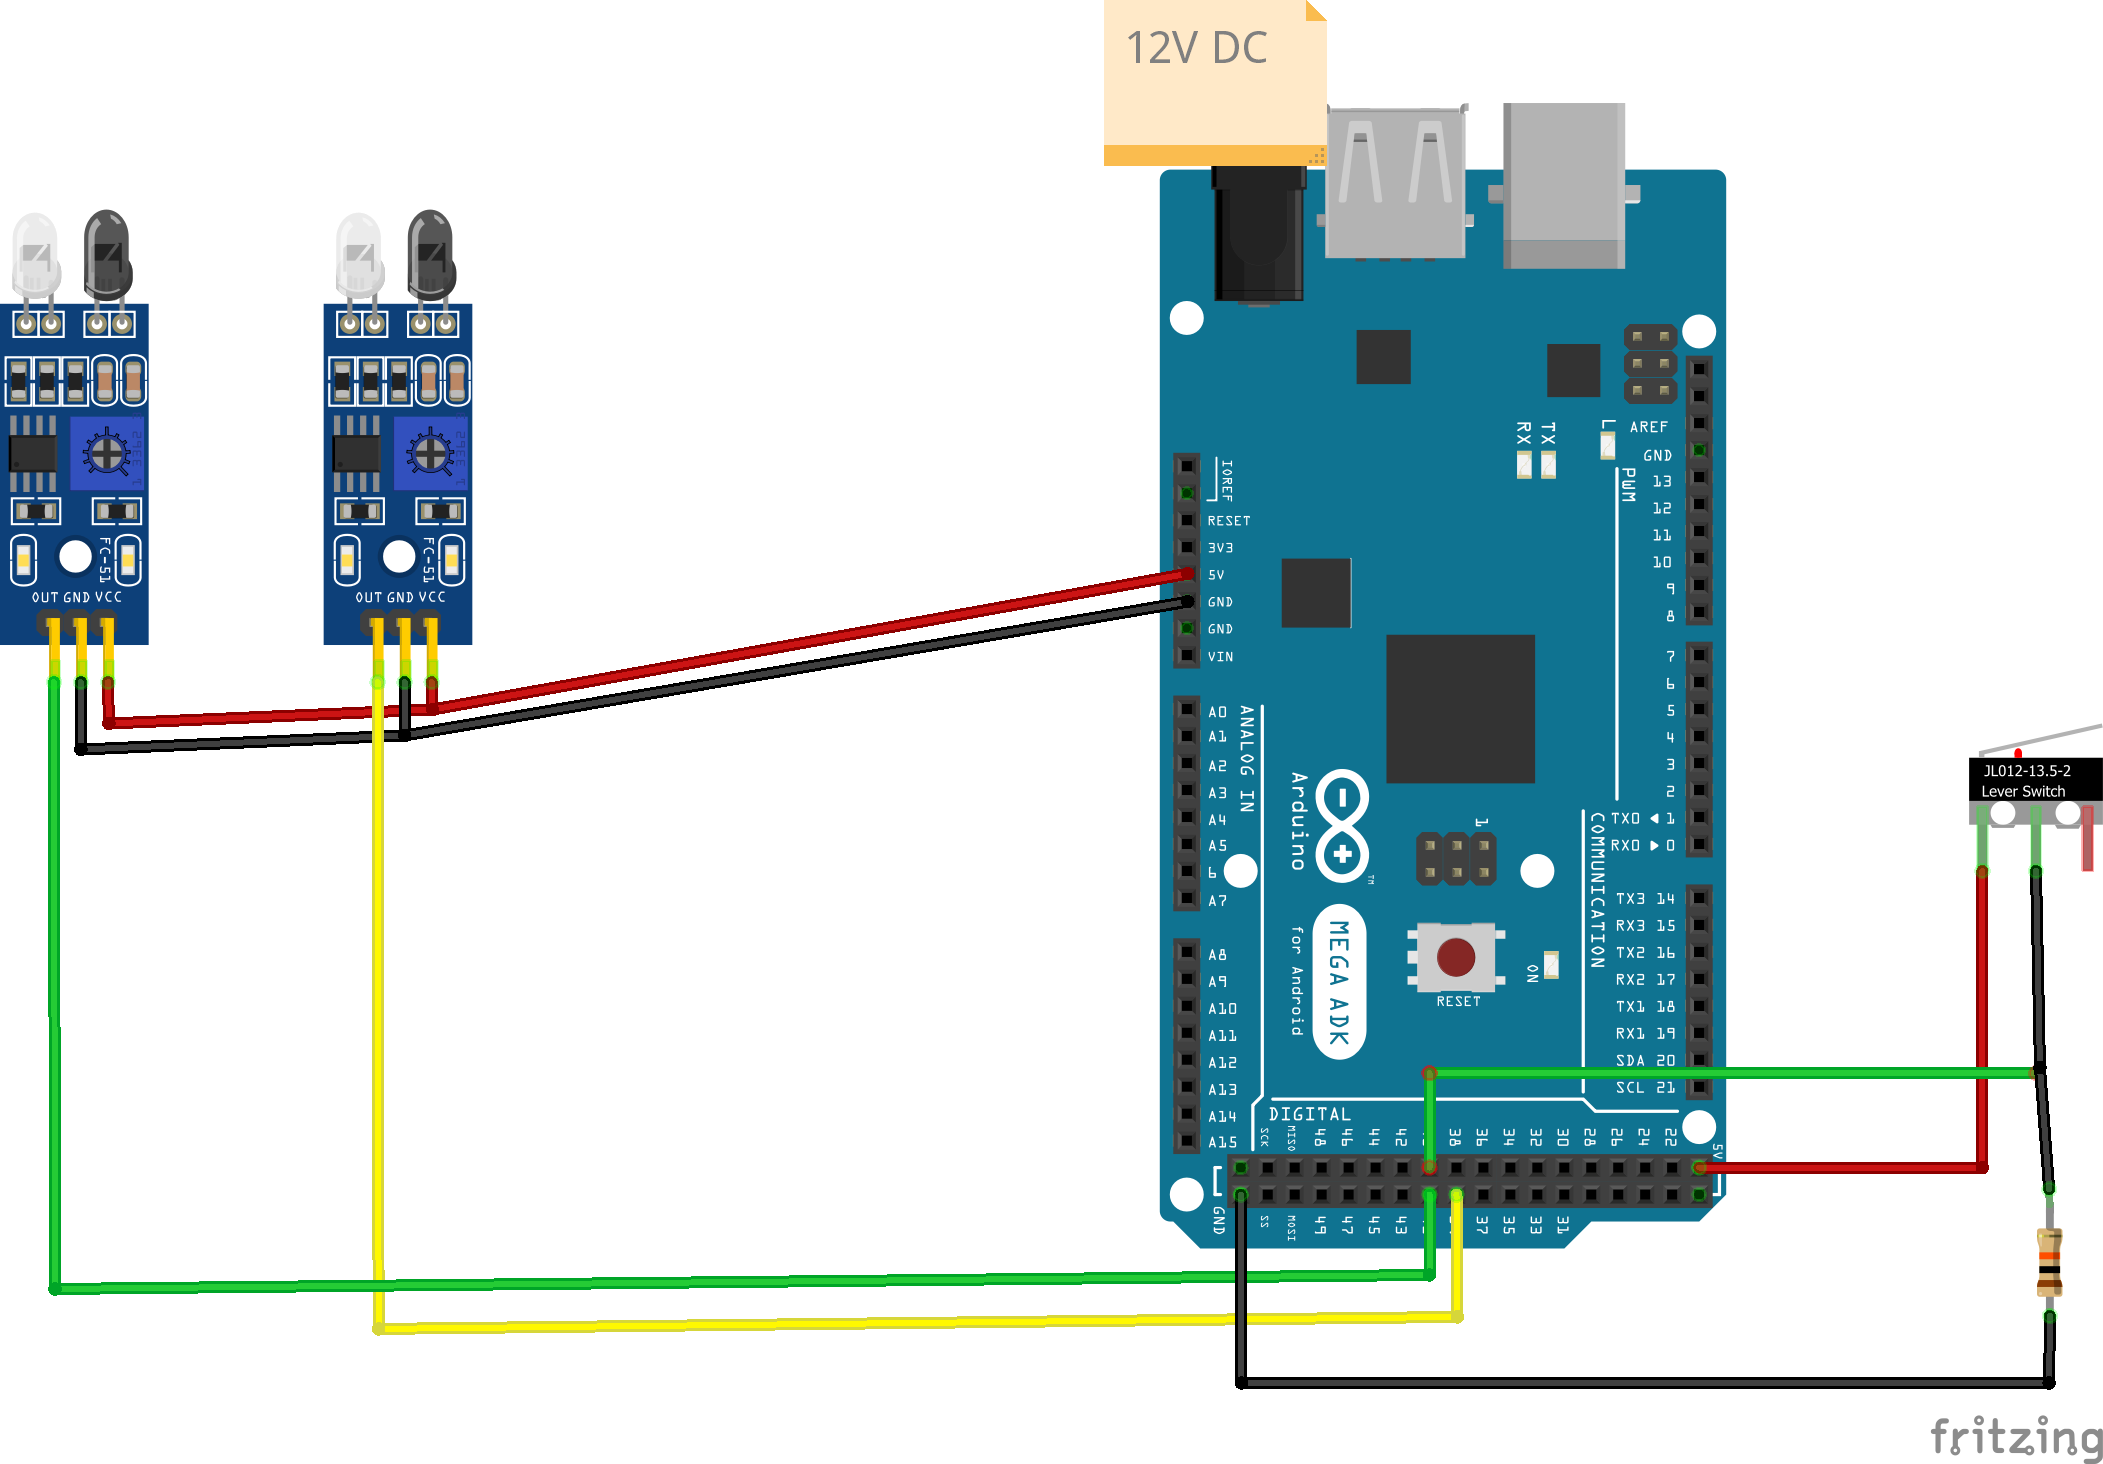 12V DC
IOREF
RESET
3V3
5V
GND
GND
VIN
A0
A1
A2
A3
A4
A5
6
A7
ANALOG IN
A8
A9
A10
A11
A12
A13
A14
A15
RX
TX
L
AREF
GND
13
12
11
10
9
8
PWM
7
6
5
4
3
2
TX0 1
RX0 0
COMMUNICATION
TX3 14
RX3 15
TX2 16
RX2 17
TX1 18
RX1 19
SDA 20
SCL 21
Arduino
TM
1
MEGA ADK
for Android
RESET
ON
DIGITAL
SCK
MISO
48
46
44
42
38
36
34
32
30
28
26
24
22
5V
GND
SS
MOSI
49
47
45
43
37
35
33
31
FC-51
OUT GND VCC
FC-51
OUT GND VCC
JL012-13.5-2
Lever Switch
fritzing